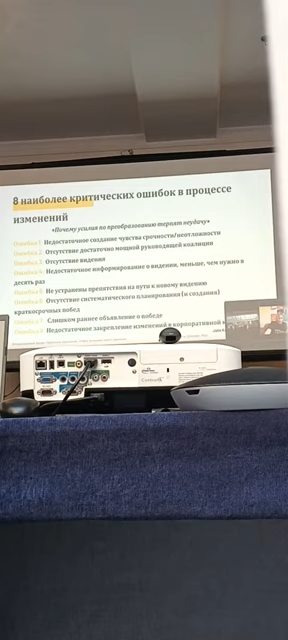 8 наиболее критических ошибок в процессе
изменений
«Почему усилия по преобразованию терпят неудачу»
Ошибка 1 Недостаточное создание чувства срочности/неотложности
Ошибка 2 Отсутствие достаточно мощной руководящей коалиции
Ошибка 3 Отсутствие видения
Ошибка 4 Недостаточное информирование о видении, меньше, чем нужно в
десять раз
Ошибка 5 Не устранены препятствия на пути к новому видению
Ошибка 6 Отсутствие систематического планирования (и создания)
краткосрочных побед
Ошибка 7 Слишком раннее объявление о победе
Ошибка 8 Недостаточное закрепление изменений в корпоративной